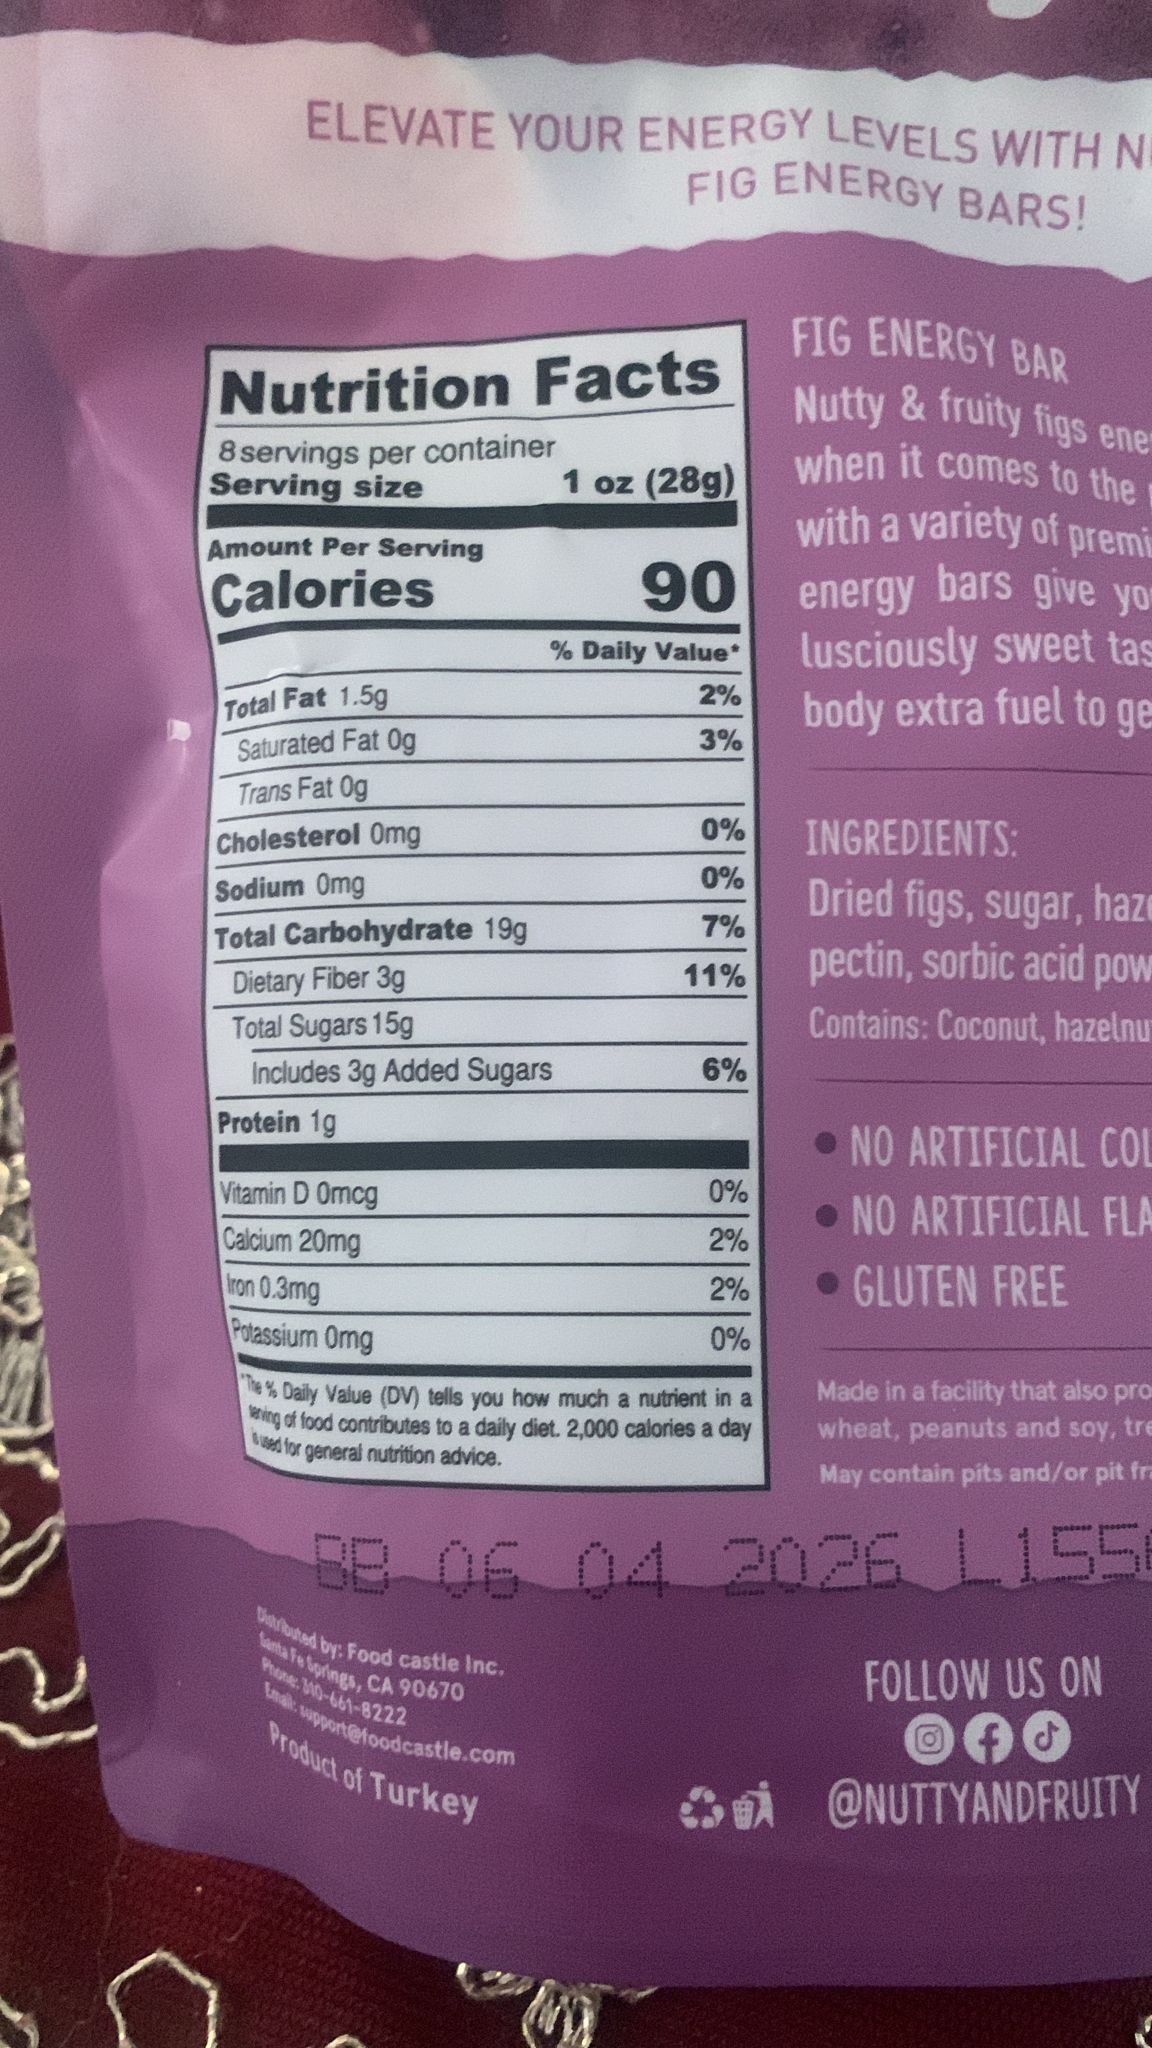 ELEVATE YOUR ENERGY LEVELS WITH
FIG ENERGY BARS!
Nutrition Facts
8 servings per container
Serving size 1 oz (28g)
Amount Per Serving
Calories 90
% Daily Value*
Total Fat 1.5g 2%
Saturated Fat 0g 3%
Trans Fat 0g
Cholesterol 0mg 0%
Sodium 0mg 0%
Total Carbohydrate 19g 7%
Dietary Fiber 3g 11%
Total Sugars 15g
Includes 3g Added Sugars 6%
Protein 1g
Vitamin D 0mcg 0%
Calcium 20mg 2%
Iron 0.3mg 2%
Potassium 0mg 0%
*The % Daily Value (DV) tells you how much a nutrient in a
serving of food contributes to a daily diet. 2,000 calories a day
is used for general nutrition advice.
FIG ENERGY BAR
Nutty & fruity figs
when it comes to the
with a variety of
energy bars give
lusciously sweet
body extra fuel to
INGREDIENTS:
Dried figs, sugar,
pectin, sorbic acid
Contains: Coconut,
• NO ARTIFICIAL
• NO ARTIFICIAL
• GLUTEN FREE
Made in a facility that also
wheat, peanuts and soy,
May contain pits and/or pit
BB 06 04 2026 L155
Distributed by: Food castle Inc.
Santa Fe Springs, CA 90670
Phone: 310-661-8222
Email: support@foodcastle.com
Product of Turkey
FOLLOW US ON
@NUTTYANDFRUITY